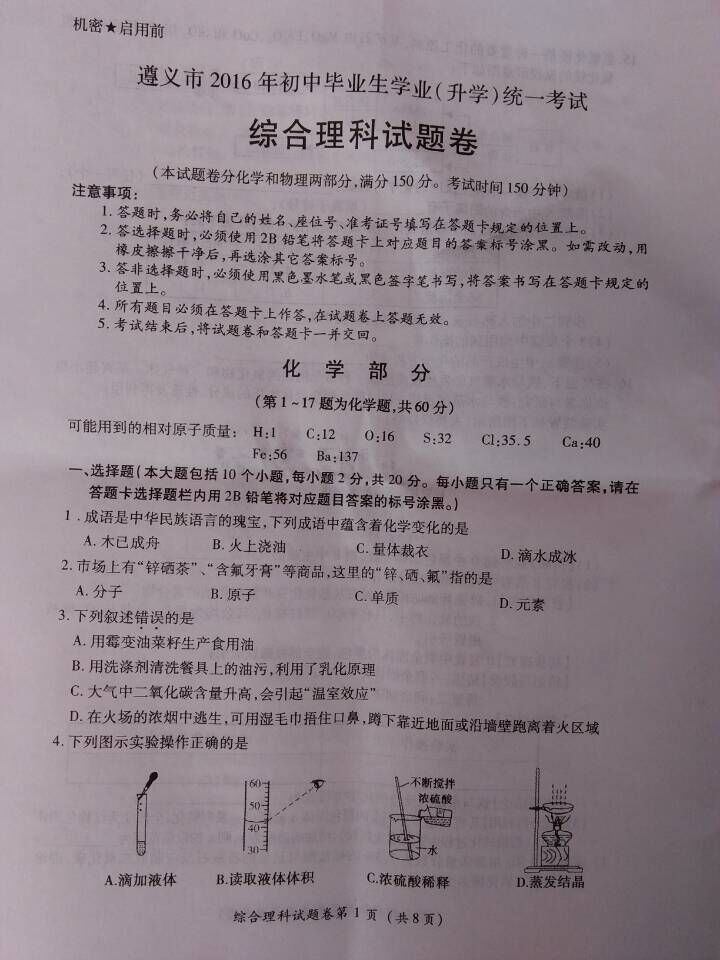 机密★启用前
遵义市2016年初中毕业生学业(升学)统一考试
综合理科试题卷
(本试题卷分化学和物理两部分,满分150分。考试时间150分钟)
注意事项:
1. 答题时,务必将自己的姓名、座位号、准考证号填写在答题卡规定的位置上。
2. 答选择题时,必须使用2B铅笔将答题卡上对应题目的答案标号涂黑。如需改动,用
橡皮擦擦干净后,再选涂其它答案标号。
3. 答非选择题时,必须使用黑色墨水笔或黑色签字笔书写,将答案书写在答题卡规定的
位置上。
4. 所有题目必须在答题卡上作答,在试题卷上答题无效。
5. 考试结束后,将试题卷和答题卡一并交回。
化 学 部 分
(第1~17题为化学题,共60分)
可能用到的相对原子质量: H:1 C:12 O:16 S:32 Cl:35.5 Ca:40
Fe:56 Ba:137
一、选择题(本大题包括10个小题,每小题2分,共20分。每小题只有一个正确答案,请在
答题卡选择题栏内用2B铅笔将对应题目答案的标号涂黑。)
1.成语是中华民族语言的瑰宝,下列成语中蕴含着化学变化的是
A. 木已成舟 B. 火上浇油 C. 量体裁衣 D. 滴水成冰
2. 市场上有“锌硒茶”、“含氟牙膏”等商品,这里的“锌、硒、氟”指的是
A. 分子 B. 原子 C. 单质 D. 元素
3. 下列叙述错误的是
A. 用霉变油菜籽生产食用油
B. 用洗涤剂清洗餐具上的油污,利用了乳化原理
C. 大气中二氧化碳含量升高,会引起“温室效应”
D. 在火场的浓烟中逃生,可用湿毛巾捂住口鼻,蹲下靠近地面或沿墙壁跑离着火区域
4. 下列图示实验操作正确的是
60
50
40
30
不断搅拌
浓硫酸
水
A.滴加液体 B.读取液体体积 C.浓硫酸稀释 D.蒸发结晶
综合理科试题卷第1页(共8页)